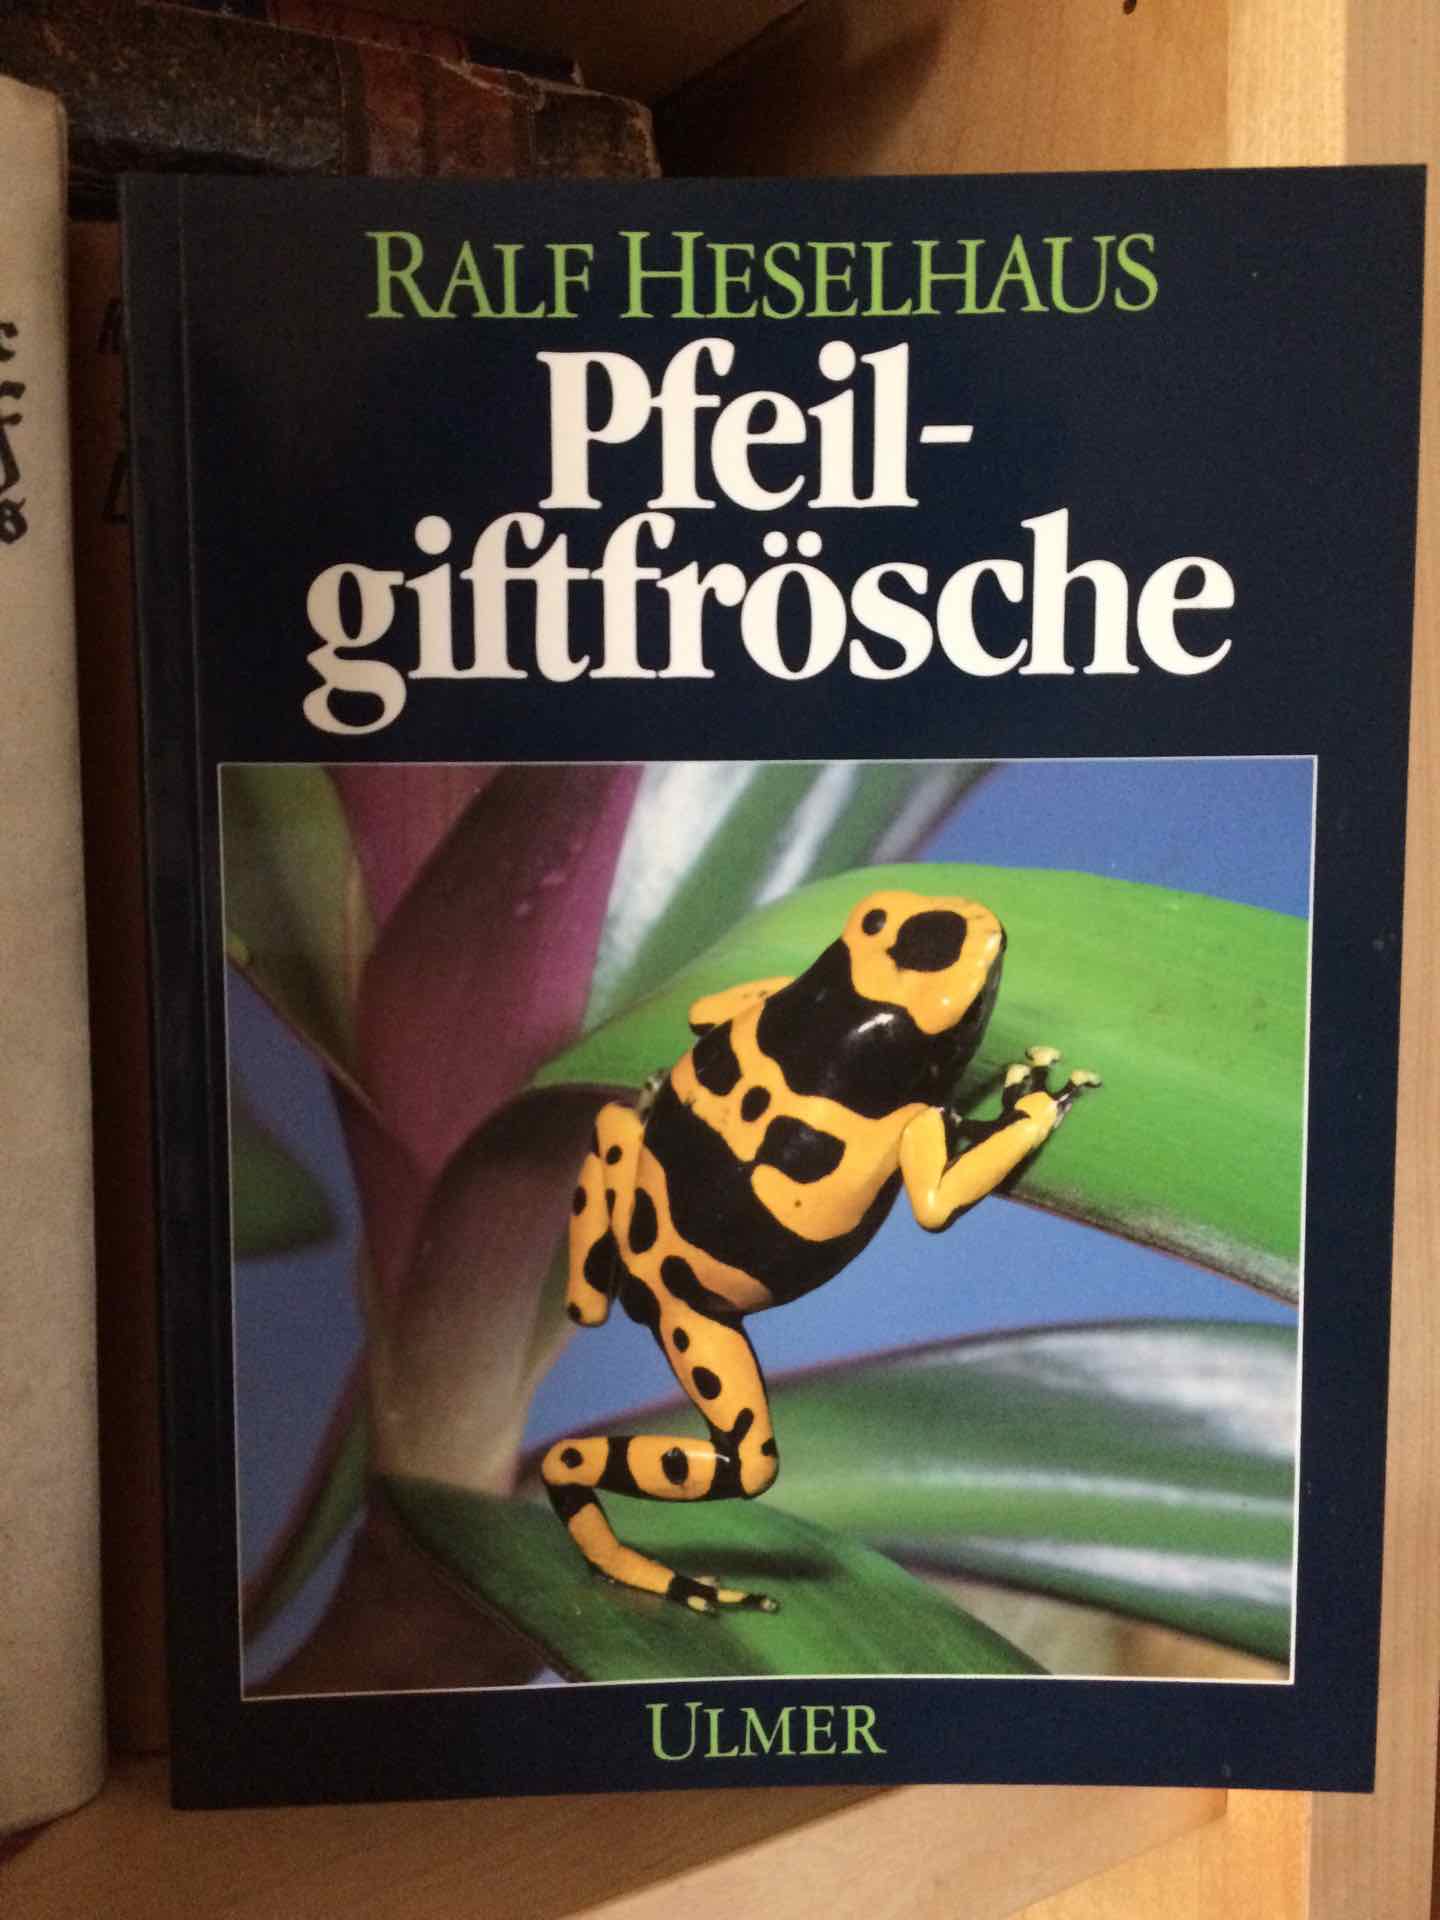 RALF HESELHAUS
Pfeil-
giftfrösche
ULMER